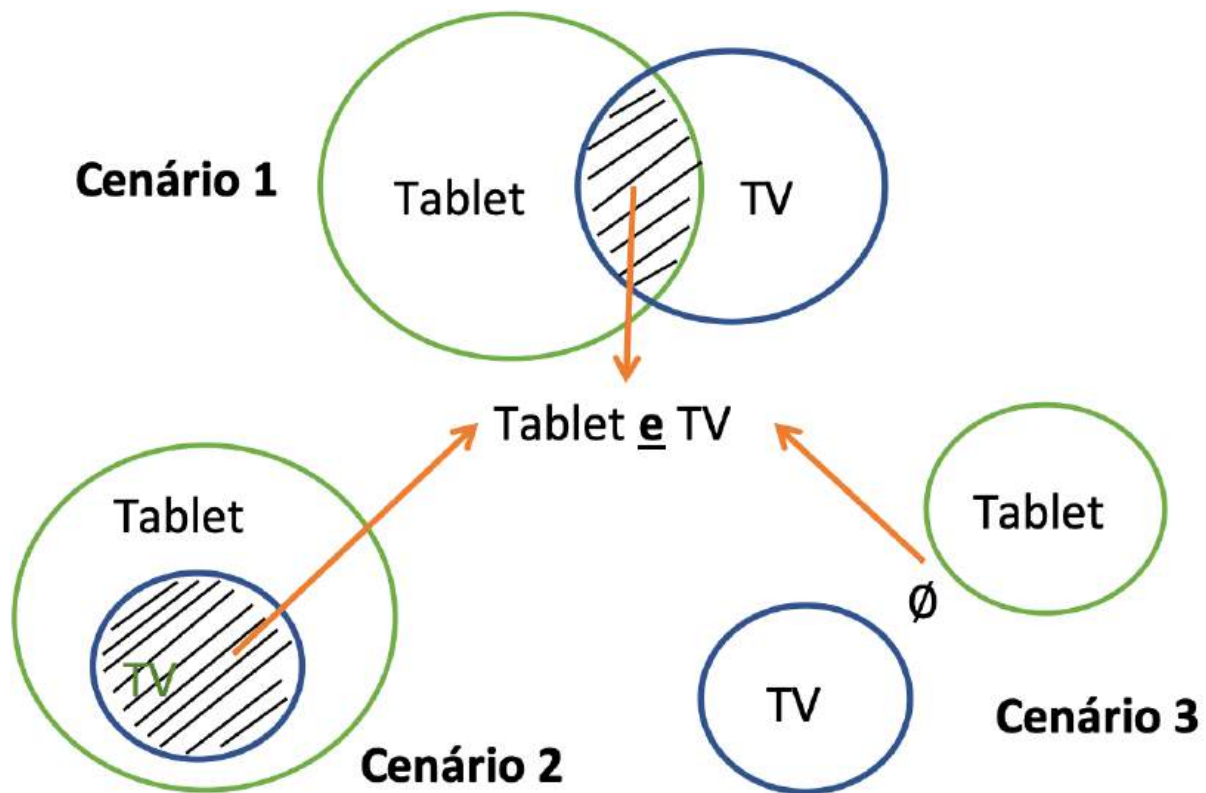 Cenário 1
Tablet
TV
Tablet e TV
Tablet
TV
Cenário 2
Tablet
Ø
TV
Cenário 3